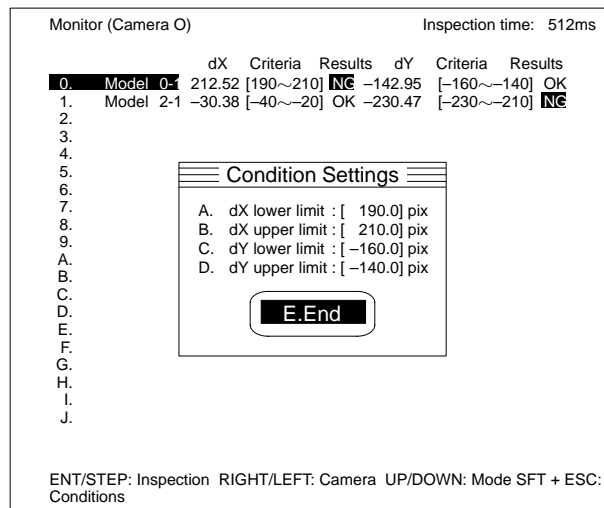 Monitor (Camera O) Inspection time: 512ms
dX Criteria Results dY Criteria Results
0. Model 0-1 212.52 [190∼210] NG –142.95 [–160∼–140] OK
1. Model 2-1 –30.38 [–40∼–20] OK –230.47 [–230∼–210] NG
2.
3.
4.
5.
6.
7.
8.
9.
A.
B.
C.
D.
E.
F.
G.
H.
I.
J.
Condition Settings
A. dX lower limit : [ 190.0] pix
B. dX upper limit : [ 210.0] pix
C. dY lower limit : [ –160.0] pix
D. dY upper limit : [ –140.0] pix
E.End
ENT/STEP: Inspection RIGHT/LEFT: Camera UP/DOWN: Mode SFT + ESC:
Conditions